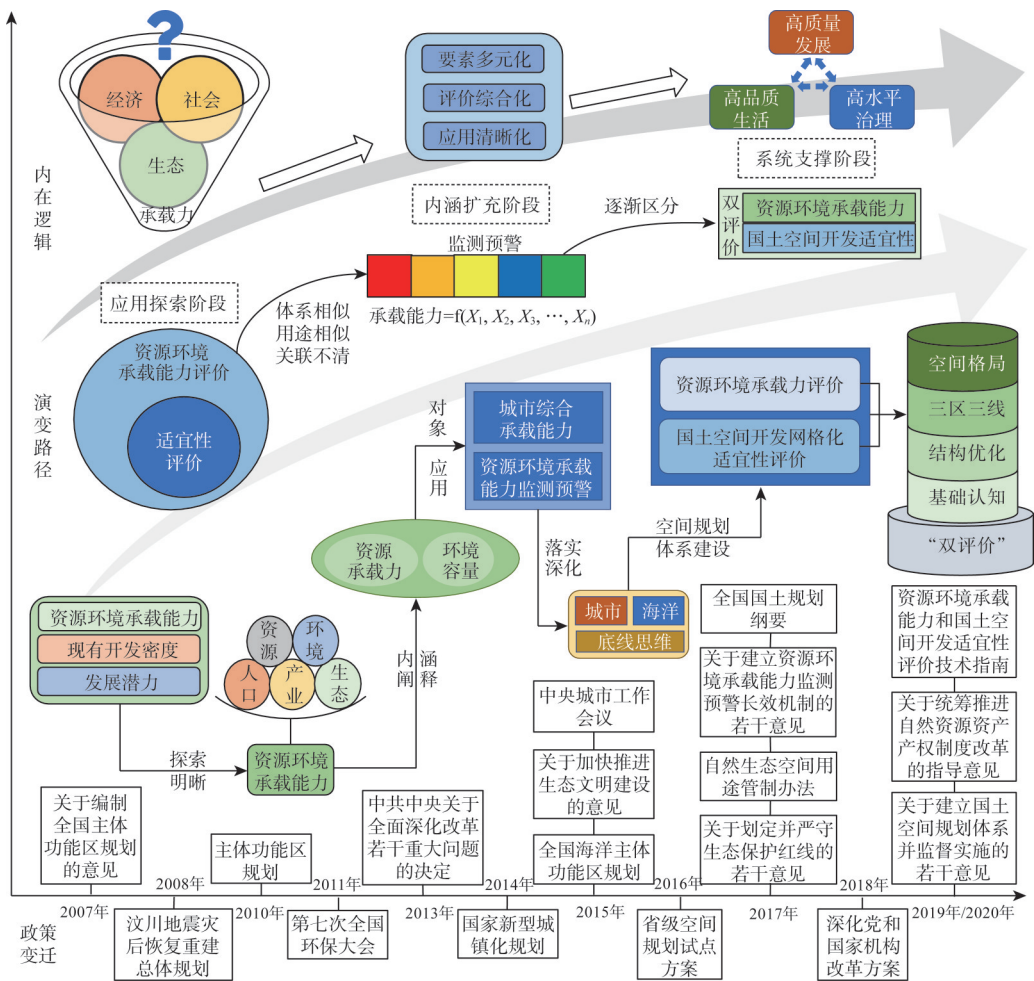 ?
经济
社会
生态
承载力
要素多元化
评价综合化
应用清晰化
高质量
发展
高品质
生活
高水平
治理
系统支撑阶段
内在逻辑
内涵扩充阶段
逐渐区分
双评价
资源环境承载能力
国土空间开发适宜性
监测预警
承载能力=f(X₁, X₂, X₃, …, Xₙ)
应用探索阶段
体系相似
用途相似
关联不清
演变路径
资源环境
承载能力评价
适宜性
评价
对象
应用
城市综合
承载能力
资源环境承载
能力监测预警
资源环境承载力评价
国土空间开发网格化
适宜性评价
空间格局
三区三线
结构优化
基础认知
“双评价”
资源
承载力
环境
容量
落实
深化
空间规划
体系建设
城市
海洋
底线思维
资源环境承载能力
现有开发密度
发展潜力
资源
环境
人口
产业
生态
内阐
涵释
探索
明晰
资源环境
承载能力
关于编制
全国主体
功能区规划
的意见
主体功能区
规划
中共中央关于
全面深化改革
若干重大问题
的决定
中央城市工作
会议
关于加快推进
生态文明建设
的意见
全国海洋主体
功能区规划
全国国土规划
纲要
关于建立资源环
境承载能力监测
预警长效机制的
若干意见
自然生态空间用
途管制办法
关于划定并严守
生态保护红线的
若干意见
资源环境承载
能力和国土空
间开发适宜性
评价技术指南
关于统筹推进
自然资源资产
产权制度改革
的指导意见
关于建立国土
空间规划体系
并监督实施的
若干意见
政策
变迁
2007年
2008年
2010年
2011年
2013年
2014年
2015年
2016年
2017年
2018年
2019年/2020年
汶川地震灾
后恢复重建
总体规划
第七次全国
环保大会
国家新型城
镇化规划
省级空间
规划试点
方案
深化党和
国家机构
改革方案